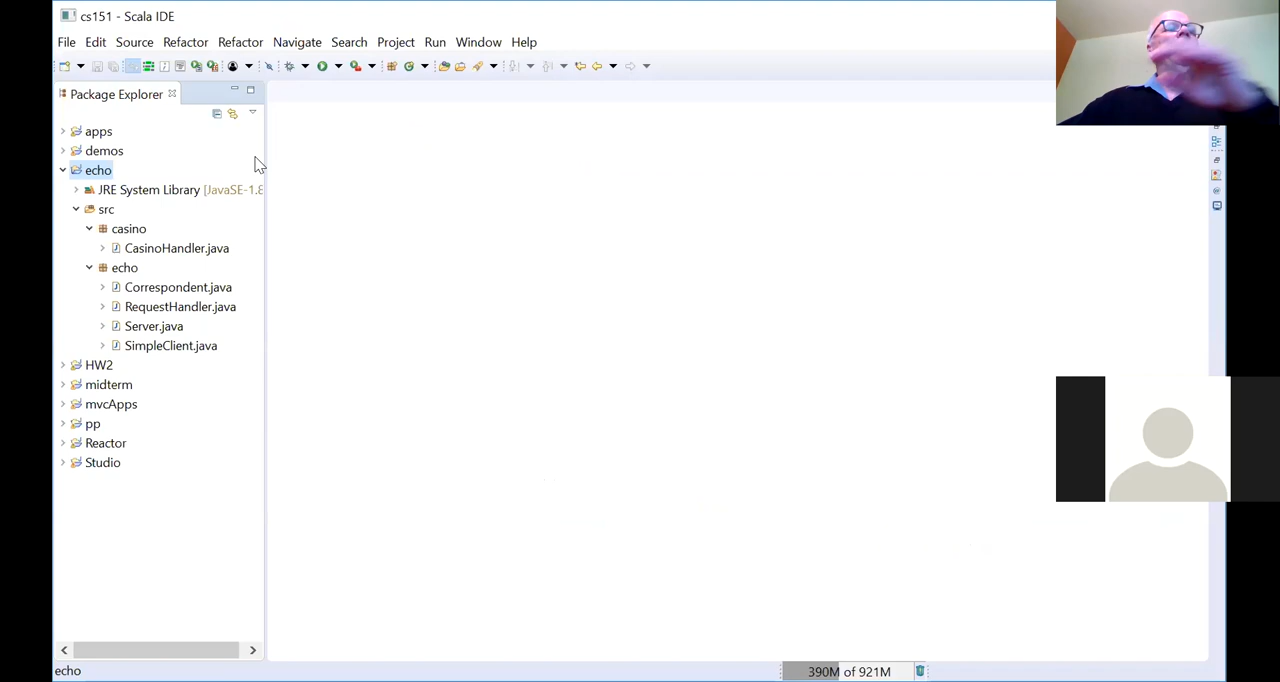 cs151 - Scala IDE
File Edit Source Refactor Refactor Navigate Search Project Run Window Help
Package Explorer
apps
demos
echo
JRE System Library [JavaSE-1.8
src
casino
CasinoHandler.java
echo
Correspondent.java
RequestHandler.java
Server.java
SimpleClient.java
HW2
midterm
mvcApps
pp
Reactor
Studio
echo
390M of 921M